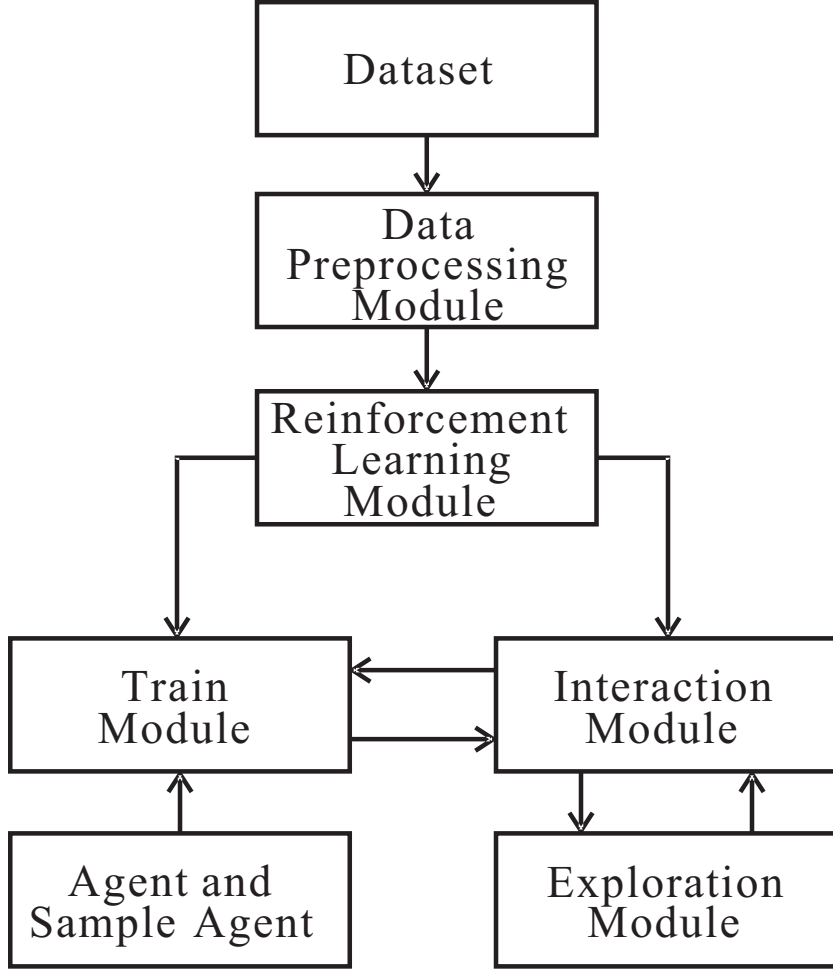 Dataset
Data
Preprocessing
Module
Reinforcement
Learning
Module
Train
Module
Interaction
Module
Agent and
Sample Agent
Exploration
Module